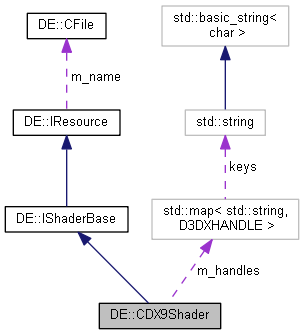 DE::CFile
std::basic_string<
char >
m_name
DE::IResource
std::string
keys
DE::IShaderBase
std::map< std::string,
D3DXHANDLE >
m_handles
DE::CDX9Shader